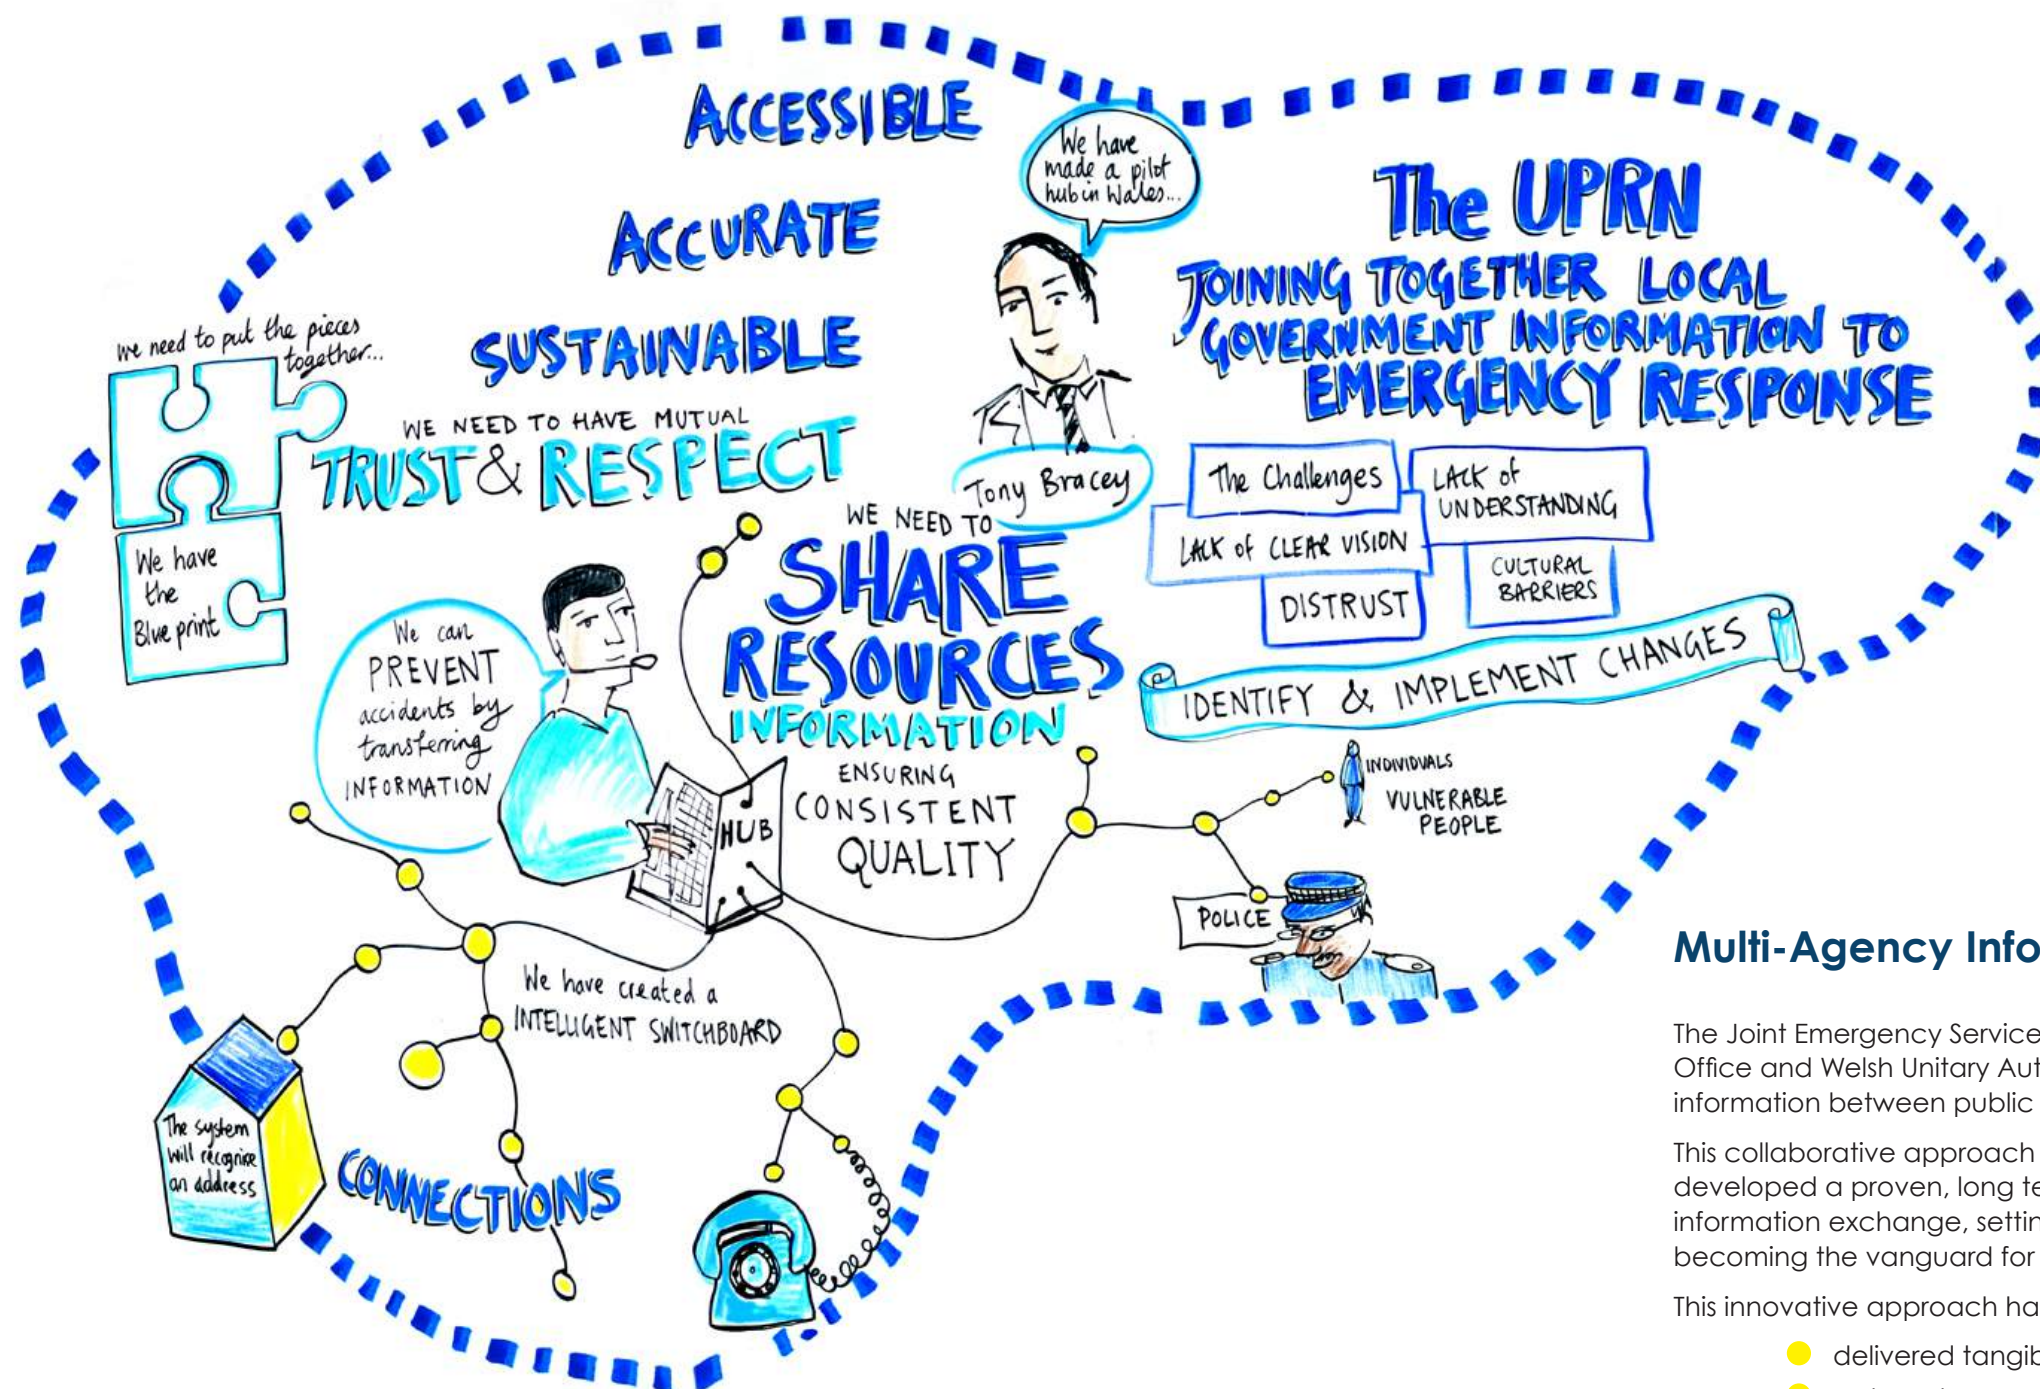 ACCESSIBLE
ACCURATE
SUSTAINABLE
We have
made a pilot
hub in Wales...
The UPRN
JOINING TOGETHER LOCAL
GOVERNMENT INFORMATION TO
EMERGENCY RESPONSE
we need to put the pieces
together...
We have
the
Blue print
WE NEED TO HAVE MUTUAL
TRUST & RESPECT
Tony Bracey
The Challenges
LACK of
UNDERSTANDING
LACK of CLEAR VISION
CULTURAL
BARRIERS
DISTRUST
IDENTIFY & IMPLEMENT CHANGES
WE NEED TO
SHARE
RESOURCES
INFORMATION
ENSURING
CONSISTENT
QUALITY
We can
PREVENT
accidents by
transferring
INFORMATION
HUB
INDIVIDUALS
VULNERABLE
PEOPLE
POLICE
We have created a
INTELLIGENT SWITCHBOARD
The system
will recognise
an address
CONNECTIONS
Multi-Agency Info
The Joint Emergency Service
Office and Welsh Unitary Aut
information between public
This collaborative approach
developed a proven, long te
information exchange, settin
becoming the vanguard for
This innovative approach ha
delivered tangib